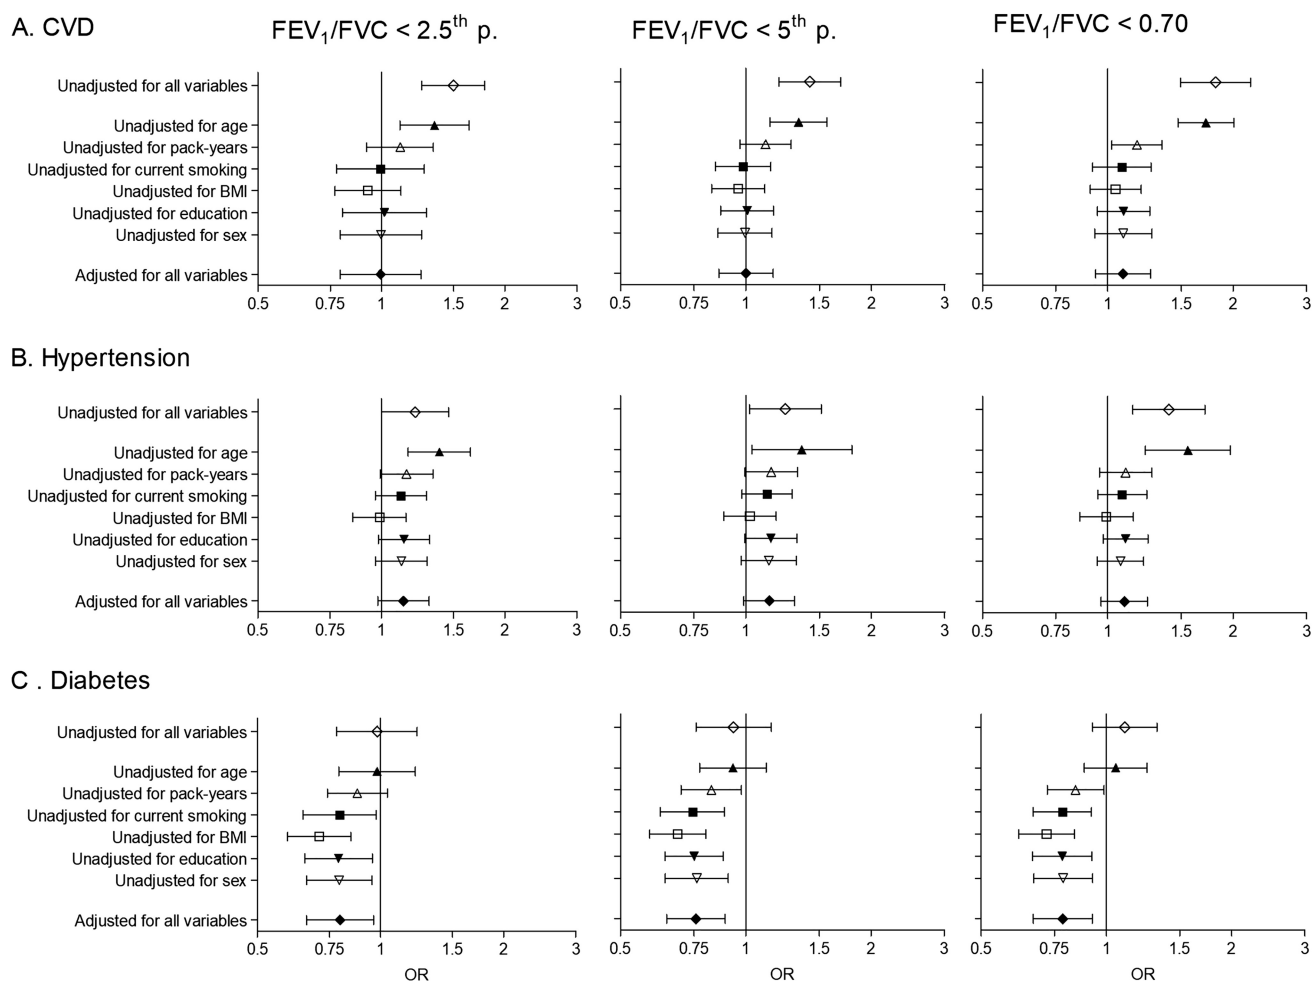 A. CVD
FEV₁/FVC < 2.5ᵗʰ p.
FEV₁/FVC < 5ᵗʰ p.
FEV₁/FVC < 0.70
Unadjusted for all variables
Unadjusted for age
Unadjusted for pack-years
Unadjusted for current smoking
Unadjusted for BMI
Unadjusted for education
Unadjusted for sex
Adjusted for all variables
0.5 0.75 1 1.5 2 3
0.5 0.75 1 1.5 2 3
0.5 0.75 1 1.5 2 3
B. Hypertension
Unadjusted for all variables
Unadjusted for age
Unadjusted for pack-years
Unadjusted for current smoking
Unadjusted for BMI
Unadjusted for education
Unadjusted for sex
Adjusted for all variables
0.5 0.75 1 1.5 2 3
0.5 0.75 1 1.5 2 3
0.5 0.75 1 1.5 2 3
C . Diabetes
Unadjusted for all variables
Unadjusted for age
Unadjusted for pack-years
Unadjusted for current smoking
Unadjusted for BMI
Unadjusted for education
Unadjusted for sex
Adjusted for all variables
0.5 0.75 1 1.5 2 3
0.5 0.75 1 1.5 2 3
0.5 0.75 1 1.5 2 3
OR
OR
OR